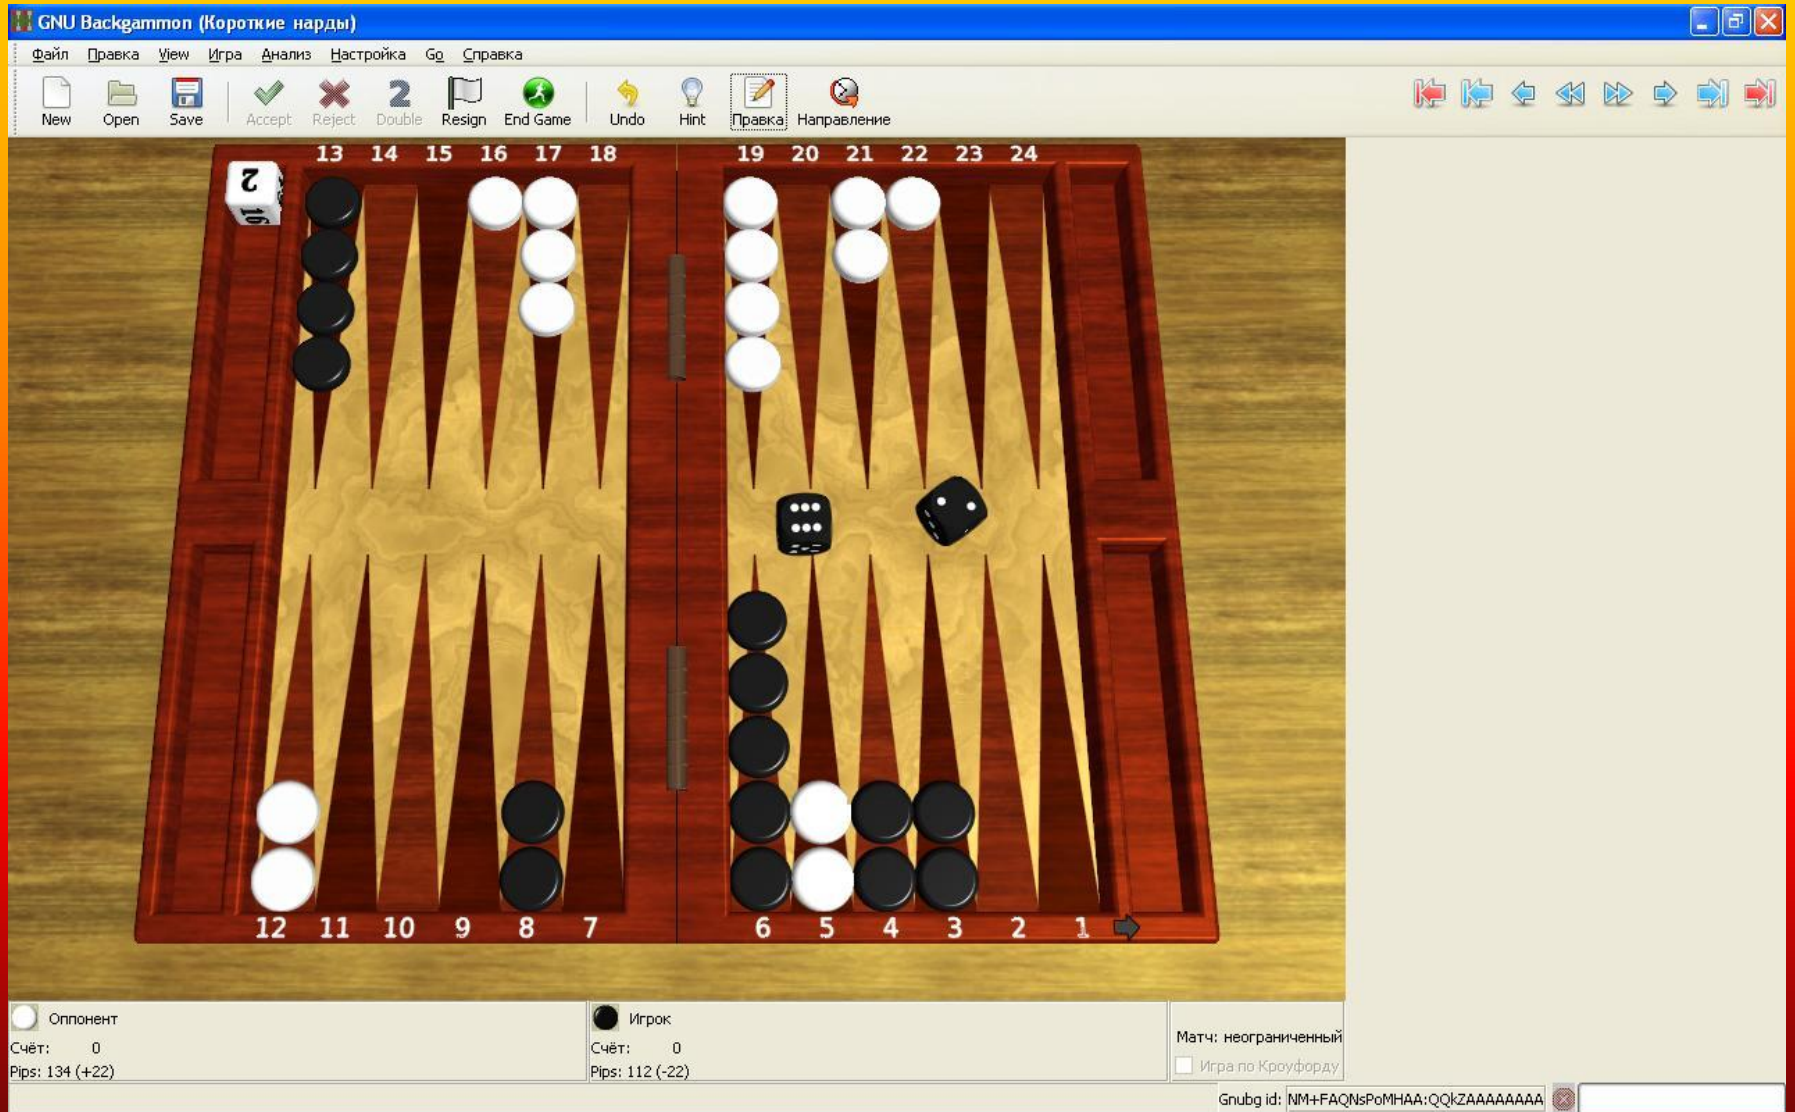 GNU Backgammon (Короткие нарды)
Файл Правка View Игра Анализ Настройка Go Справка
New Open Save Accept Reject Double Resign End Game Undo Hint Правка Направление
13 14 15 16 17 18 19 20 21 22 23 24
2
16
12 11 10 9 8 7 6 5 4 3 2 1
Оппонент
Счёт: 0
Pips: 134 (+22)
Игрок
Счёт: 0
Pips: 112 (-22)
Матч: неограниченный
Игра по Кроуфорду
Gnubg id: NM+FAQNsPoMHAA:QQkZAAAAAAAA